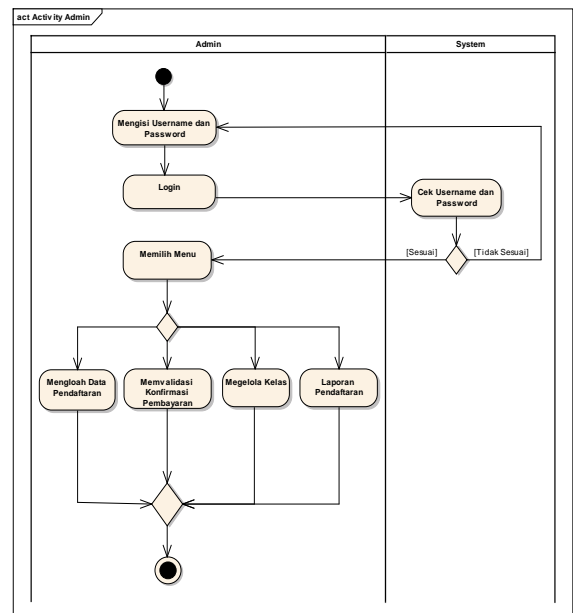 act Activity Admin
Admin
System
Mengisi Username dan
Password
Login
Cek Username dan
Password
[Sesuai]
[Tidak Sesuai]
Memilih Menu
Mengloah Data
Pendaftaran
Memvalidasi
Konfirmasi
Pembayaran
Megelola Kelas
Laporan
Pendaftaran